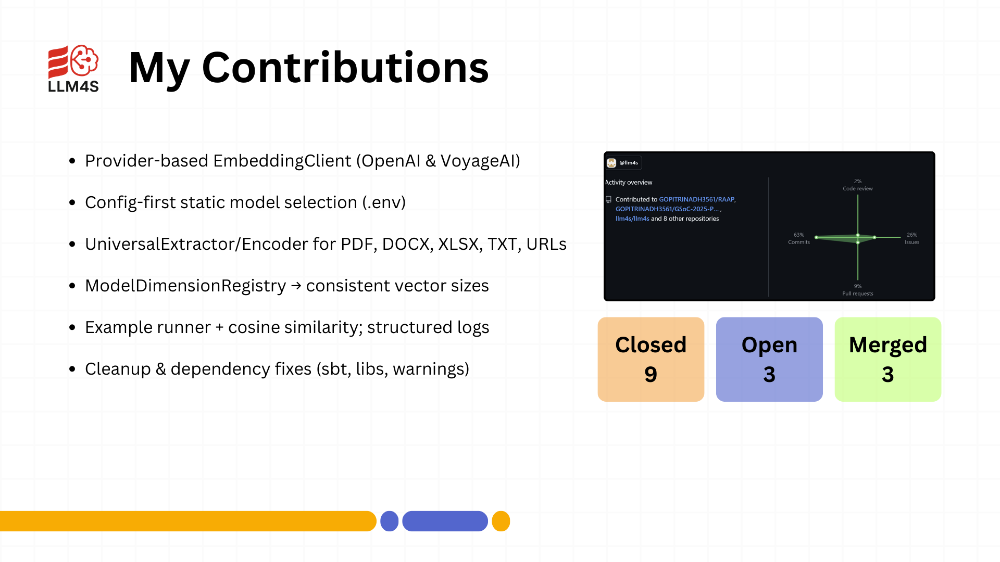 LLM4S
My Contributions
• Provider-based EmbeddingClient (OpenAI & VoyageAI)
• Config-first static model selection (.env)
• UniversalExtractor/Encoder for PDF, DOCX, XLSX, TXT, URLs
• ModelDimensionRegistry → consistent vector sizes
• Example runner + cosine similarity; structured logs
• Cleanup & dependency fixes (sbt, libs, warnings)
@llm4s
Activity overview
Contributed to GOPITRINADH3561/RAAP,
GOPITRINADH3561/GSoC-2025-P... ,
llm4s/llm4s and 8 other repositories
2%
Code review
63%
Commits
26%
Issues
9%
Pull requests
Closed
9
Open
3
Merged
3